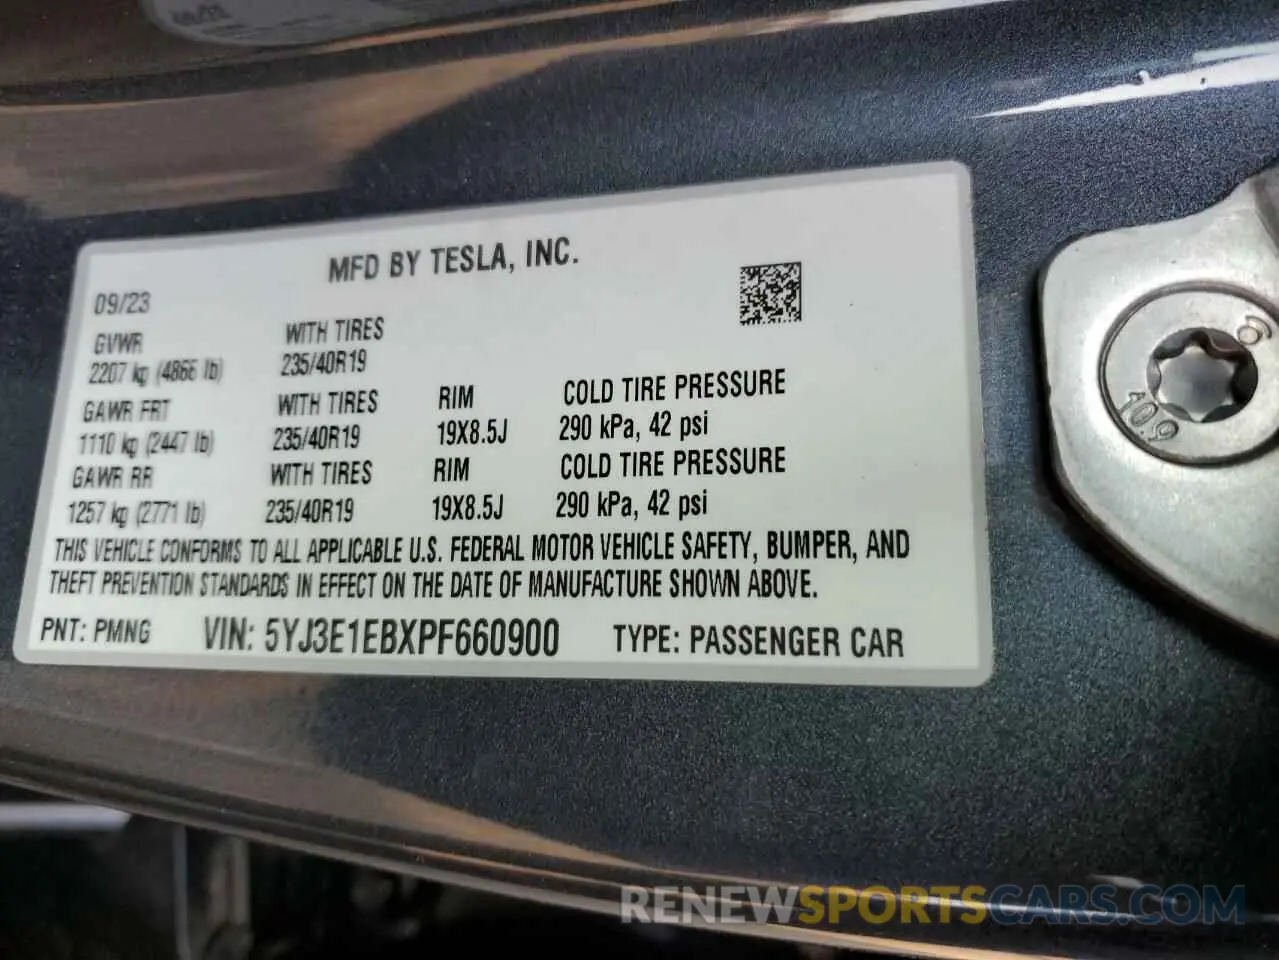 MFD BY TESLA, INC.
09/23
GVWR WITH TIRES
2207 kg (4866 lb) 235/40R19
GAWR FRT WITH TIRES RIM COLD TIRE PRESSURE
1110 kg (2447 lb) 235/40R19 19X8.5J 290 kPa, 42 psi
GAWR RR WITH TIRES RIM COLD TIRE PRESSURE
1257 kg (2771 lb) 235/40R19 19X8.5J 290 kPa, 42 psi
THIS VEHICLE CONFORMS TO ALL APPLICABLE U.S. FEDERAL MOTOR VEHICLE SAFETY, BUMPER, AND
THEFT PREVENTION STANDARDS IN EFFECT ON THE DATE OF MANUFACTURE SHOWN ABOVE.
PNT: PMNG VIN: 5YJ3E1EBXPF660900 TYPE: PASSENGER CAR
10.9
RENEWSPORTSCARS.COM